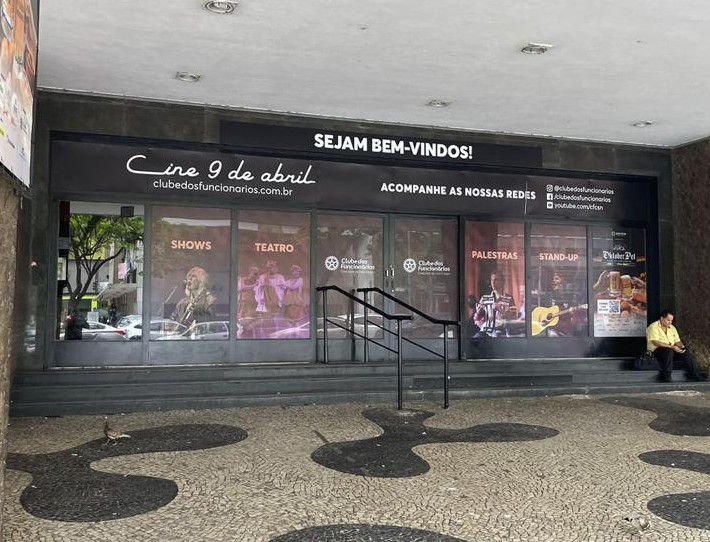 SEJAM BEM-VINDOS!
Cine 9 de abril
clubedosfuncionarios.com.br
ACOMPANHE AS NOSSAS REDES
@clubedosfuncionarios
/clubedosfuncionarios
youtube.com/cfcsn
SHOWS
TEATRO
Clube dos
Funcionários
Clube dos
Funcionários
PALESTRAS
STAND-UP